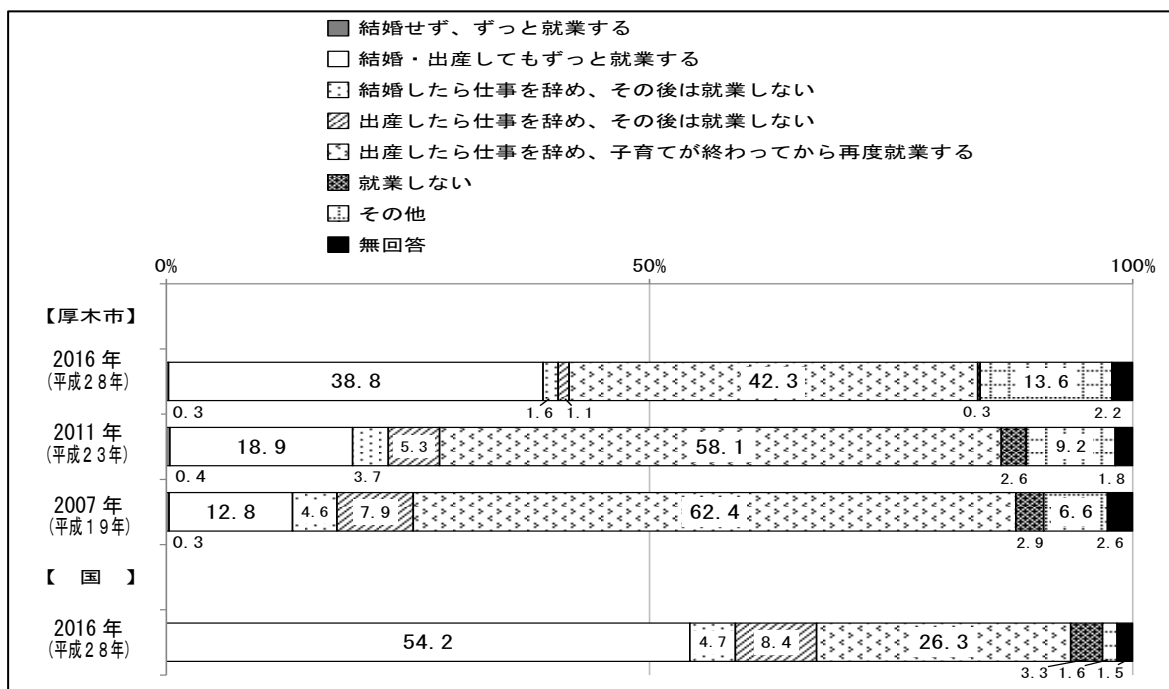 結婚せず、ずっと就業する
結婚・出産してもずっと就業する
結婚したら仕事を辞め、その後は就業しない
出産したら仕事を辞め、その後は就業しない
出産したら仕事を辞め、子育てが終わってから再度就業する
就業しない
その他
無回答
0% 50% 100%
【厚木市】
2016年
(平成28年)
38.8 42.3 13.6
0.3 1.6 1.1 0.3 2.2
2011年
(平成23年)
18.9 5.3 58.1 9.2
0.4 3.7 2.6 1.8
2007年
(平成19年)
12.8 4.6 7.9 62.4 6.6
0.3 2.9 2.6
【 国 】
2016年
(平成28年)
54.2 4.7 8.4 26.3
3.3 1.6 1.5